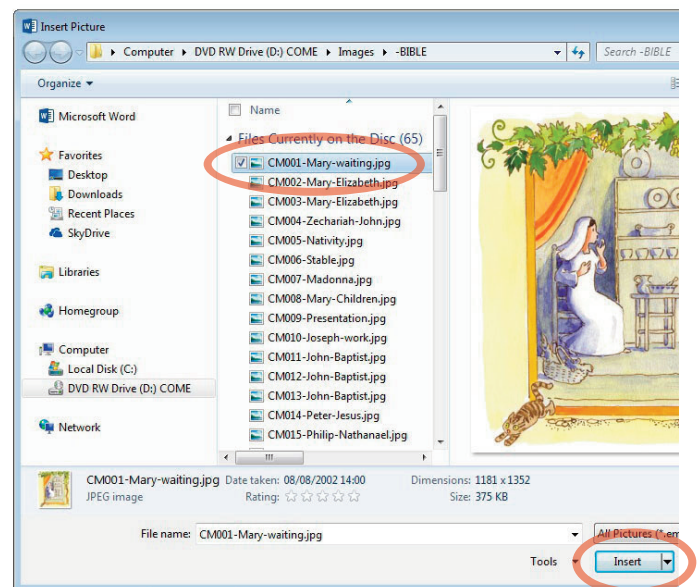 Insert Picture
Computer DVD RW Drive (D:) COME Images -BIBLE
Search -BIBLE
Organize
Microsoft Word
Favorites
Desktop
Downloads
Recent Places
SkyDrive
Libraries
Homegroup
Computer
Local Disk (C:)
DVD RW Drive (D:) COME
Network
Name
Files Currently on the Disc (65)
CM001-Mary-waiting.jpg
CM002-Mary-Elizabeth.jpg
CM003-Mary-Elizabeth.jpg
CM004-Zechariah-John.jpg
CM005-Nativity.jpg
CM006-Stable.jpg
CM007-Madonna.jpg
CM008-Mary-Children.jpg
CM009-Presentation.jpg
CM010-Joseph-work.jpg
CM011-John-Baptist.jpg
CM012-John-Baptist.jpg
CM013-John-Baptist.jpg
CM014-Peter-Jesus.jpg
CM015-Philip-Nathanael.jpg
CM001-Mary-waiting.jpg Date taken: 08/08/2002 14:00 Dimensions: 1181 x 1352
JPEG image Rating: Size: 375 KB
File name: CM001-Mary-waiting.jpg All Pictures (*.em
Tools Insert